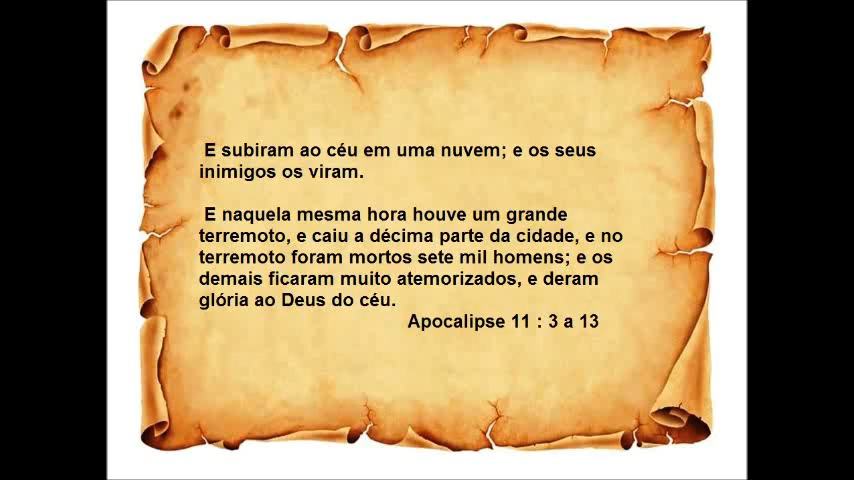 E subiram ao céu em uma nuvem; e os seus
inimigos os viram.
E naquela mesma hora houve um grande
terremoto, e caiu a décima parte da cidade, e no
terremoto foram mortos sete mil homens; e os
demais ficaram muito atemorizados, e deram
glória ao Deus do céu.
Apocalipse 11 : 3 a 13